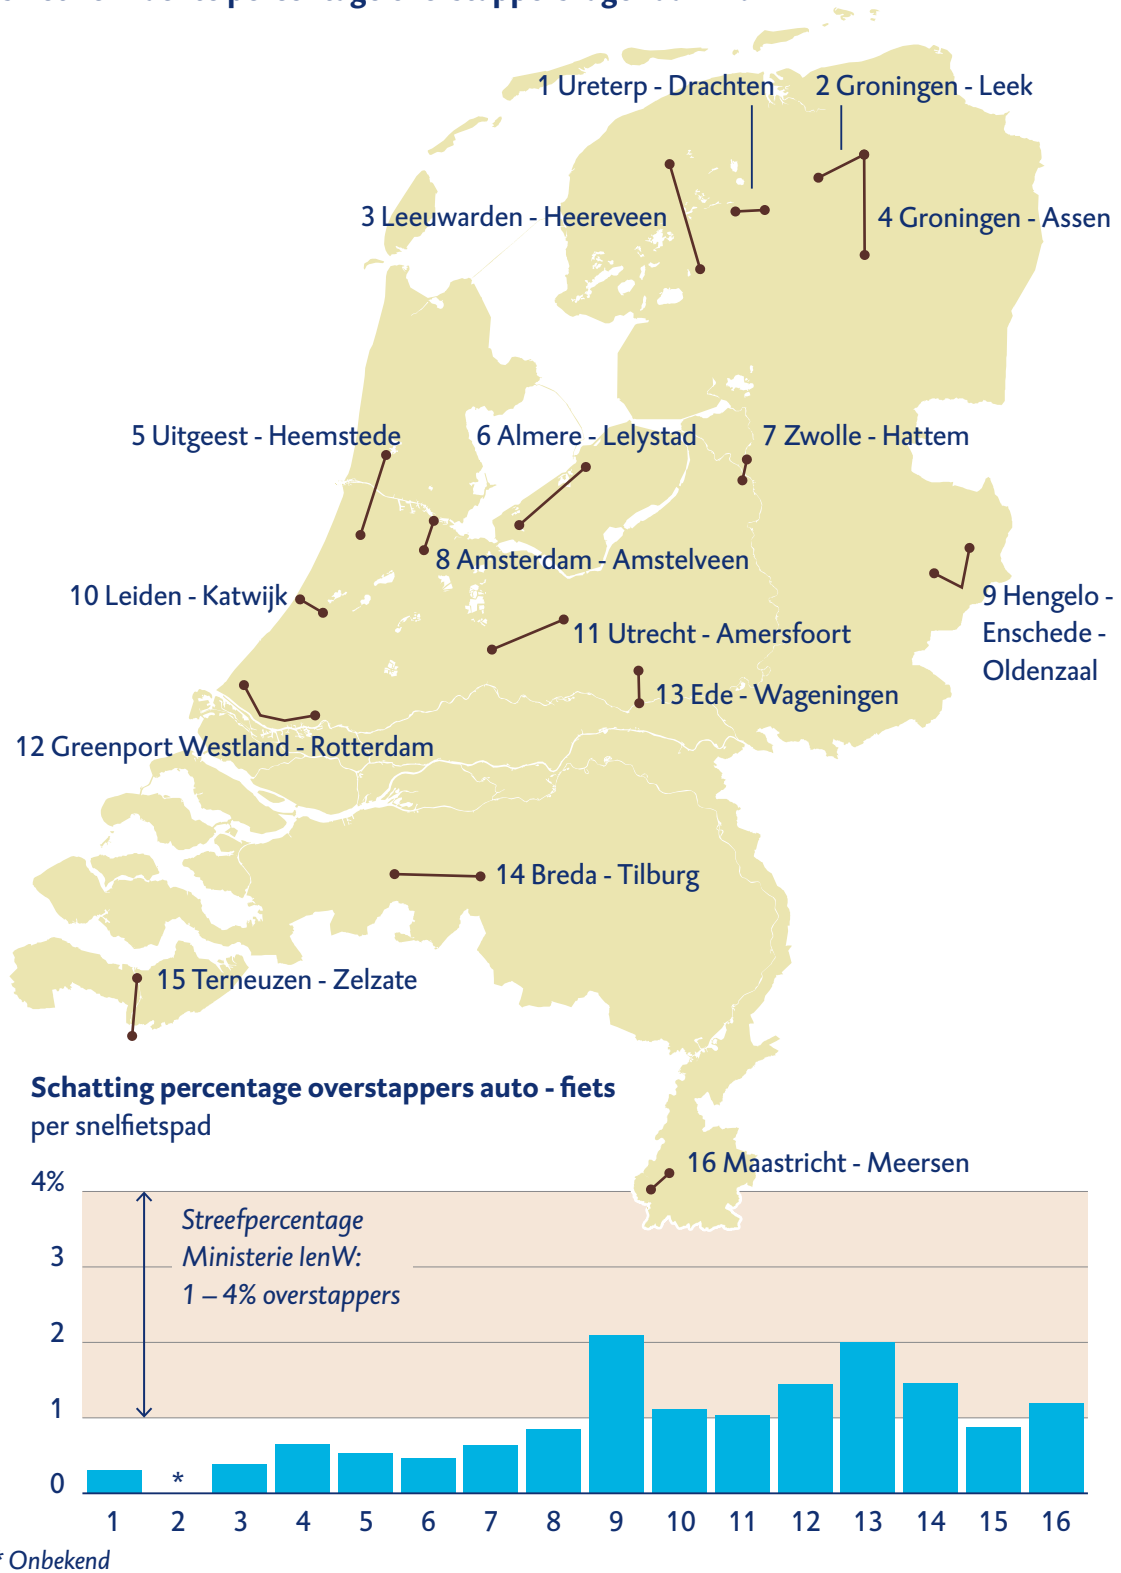 1 Ureterp - Drachten
2 Groningen - Leek
3 Leeuwarden - Heereveen
4 Groningen - Assen
5 Uitgeest - Heemstede
6 Almere - Lelystad
7 Zwolle - Hattem
8 Amsterdam - Amstelveen
10 Leiden - Katwijk
9 Hengelo -
Enschede -
Oldenzaal
11 Utrecht - Amersfoort
13 Ede - Wageningen
12 Greenport Westland - Rotterdam
14 Breda - Tilburg
15 Terneuzen - Zelzate
Schatting percentage overstappers auto - fiets
per snelfietspad
16 Maastricht - Meersen
4%
Streefpercentage
Ministerie IenW:
1 – 4% overstappers
3
2
1
0
*
1 2 3 4 5 6 7 8 9 10 11 12 13 14 15 16
* Onbekend